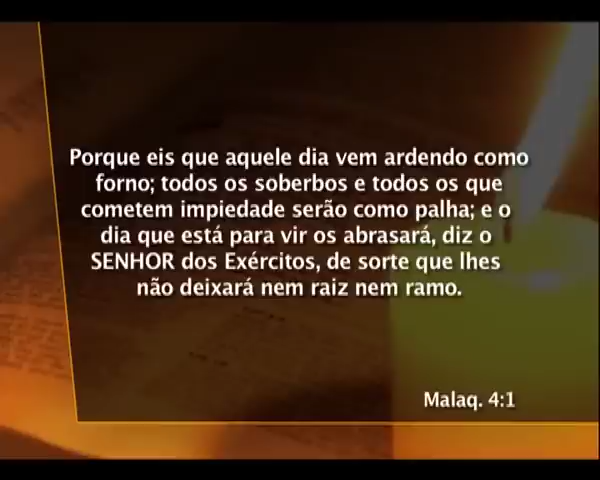 Porque eis que aquele dia vem ardendo como
forno; todos os soberbos e todos os que
cometem impiedade serão como palha; e o
dia que está para vir os abrasará, diz o
SENHOR dos Exércitos, de sorte que lhes
não deixará nem raiz nem ramo.
Malaq. 4:1